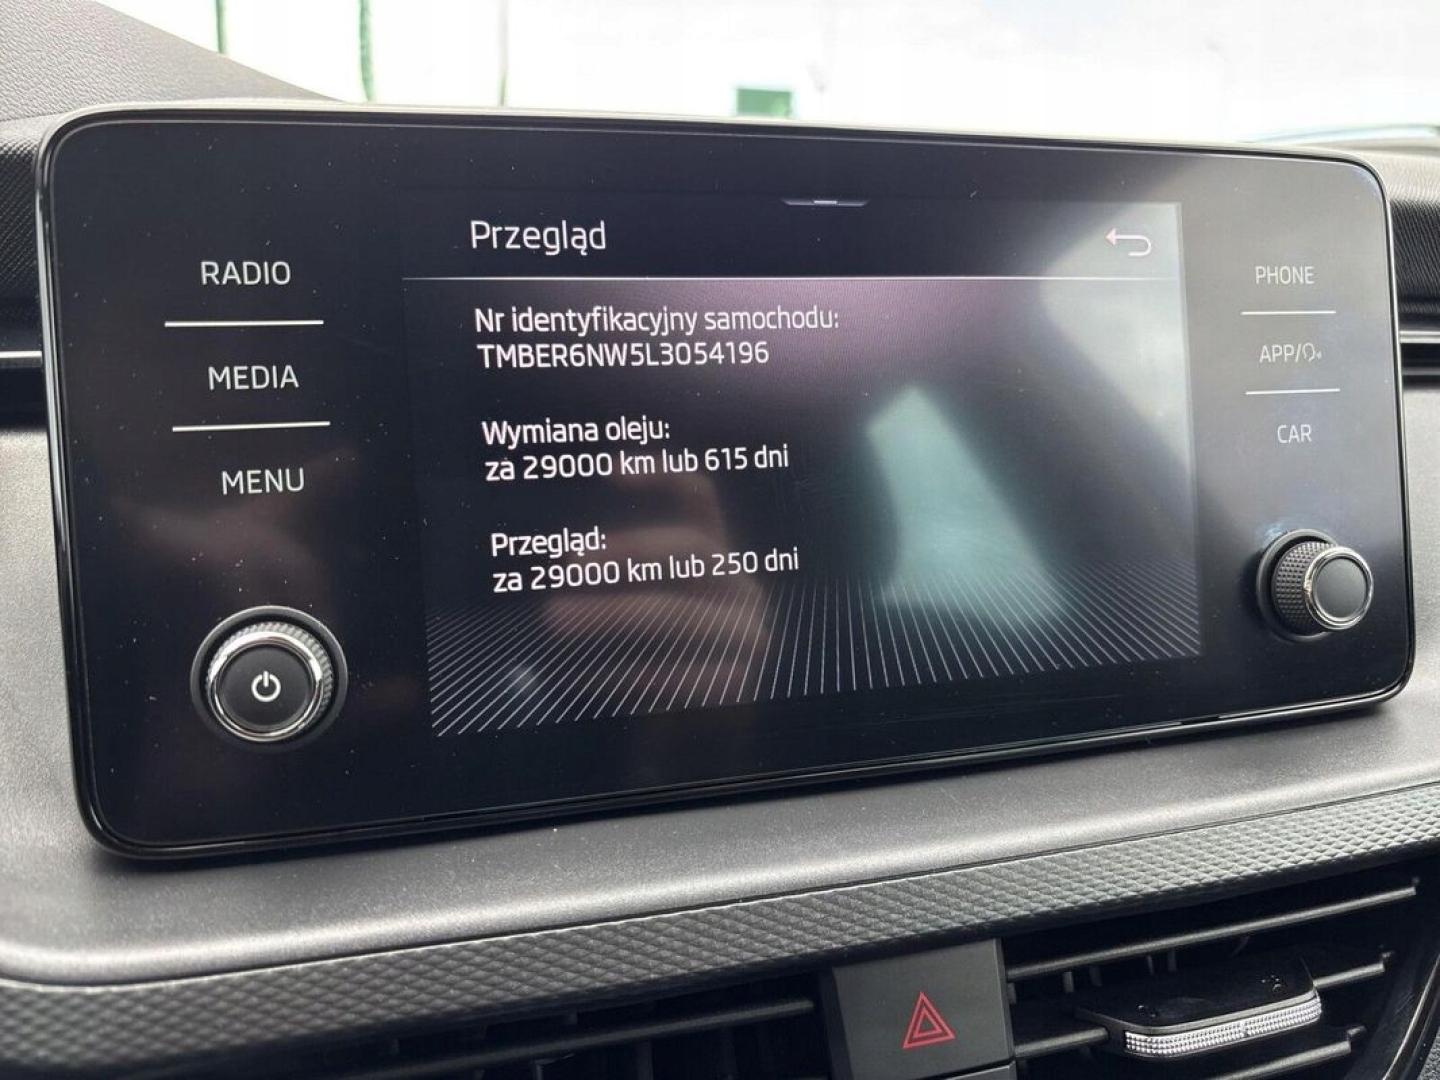 Przegląd
RADIO
MEDIA
MENU
Nr identyfikacyjny samochodu:
TMBER6NW5L3054196
Wymiana oleju:
za 29000 km lub 615 dni
Przegląd:
za 29000 km lub 250 dni
PHONE
APP/
CAR